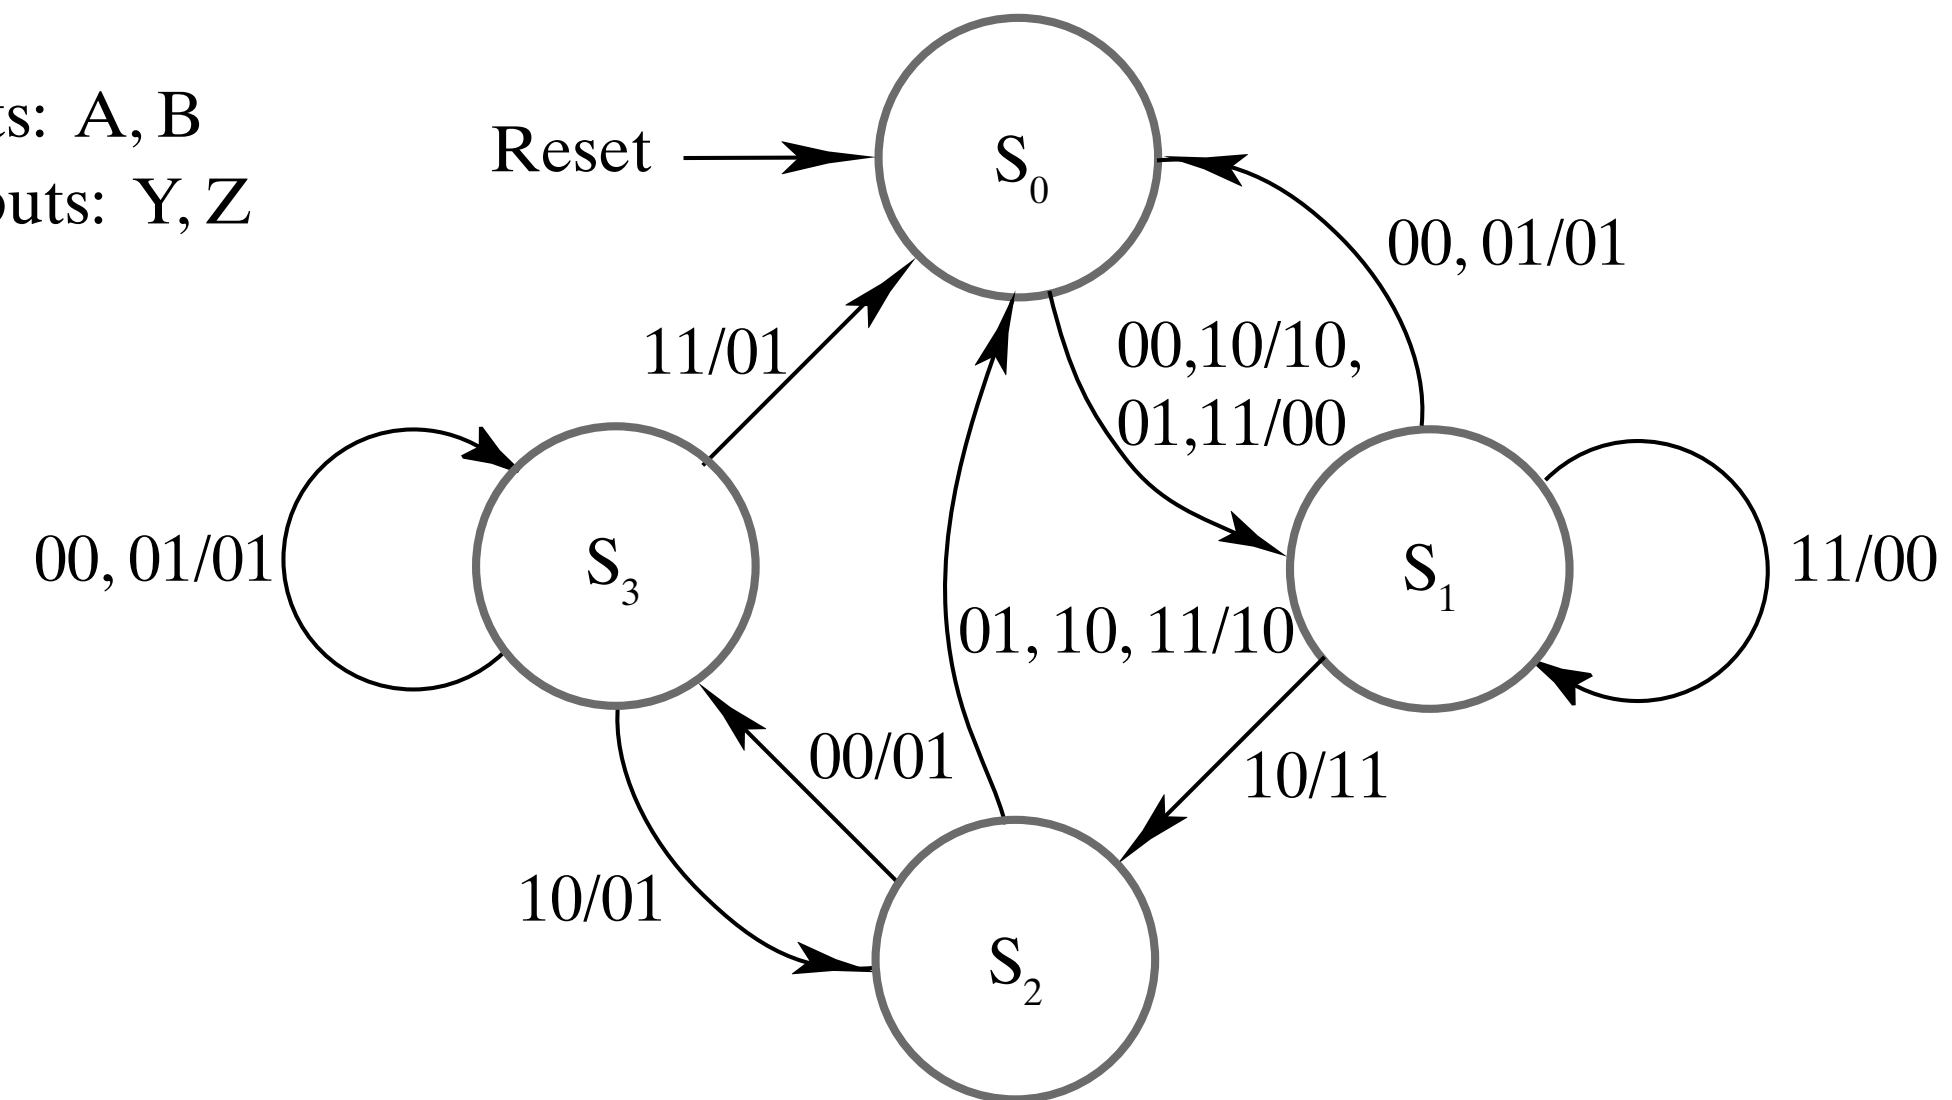 ts: A, B
Reset
S0
outs: Y, Z
00, 01/01
11/01
00,10/10,
01,11/00
00, 01/01
S3
S1
11/00
01, 10, 11/10
00/01
10/11
10/01
S2